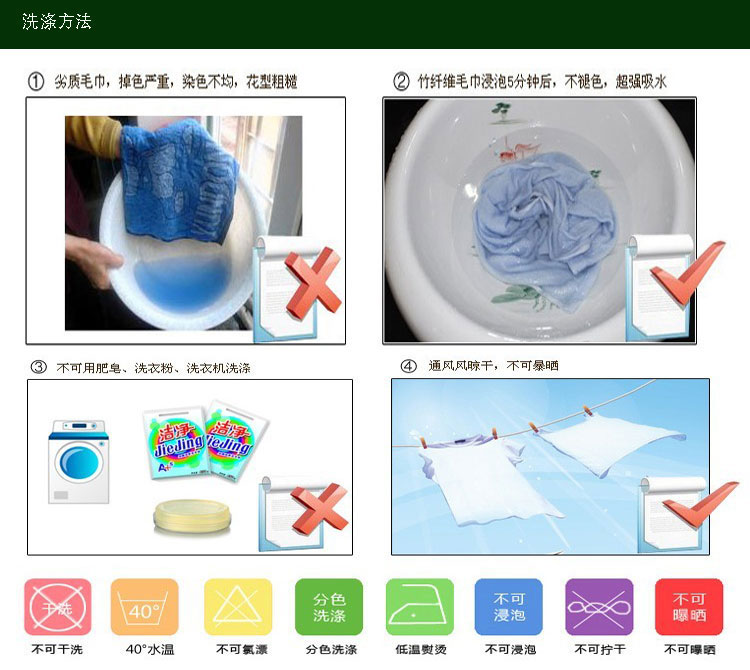 洗涤方法
① 劣质毛巾，掉色严重，染色不均，花型粗糙
② 竹纤维毛巾浸泡5分钟后，不褪色，超强吸水
③ 不可用肥皂、洗衣粉、洗衣机洗涤
④ 通风风晾干，不可暴晒
洁净 洁净
JieJing JieJing
A+
干洗
40°
分色
洗涤
不可
浸泡
不可
曝晒
不可干洗 40°水温 不可氯漂 分色洗涤 低温熨烫 不可浸泡 不可拧干 不可曝晒